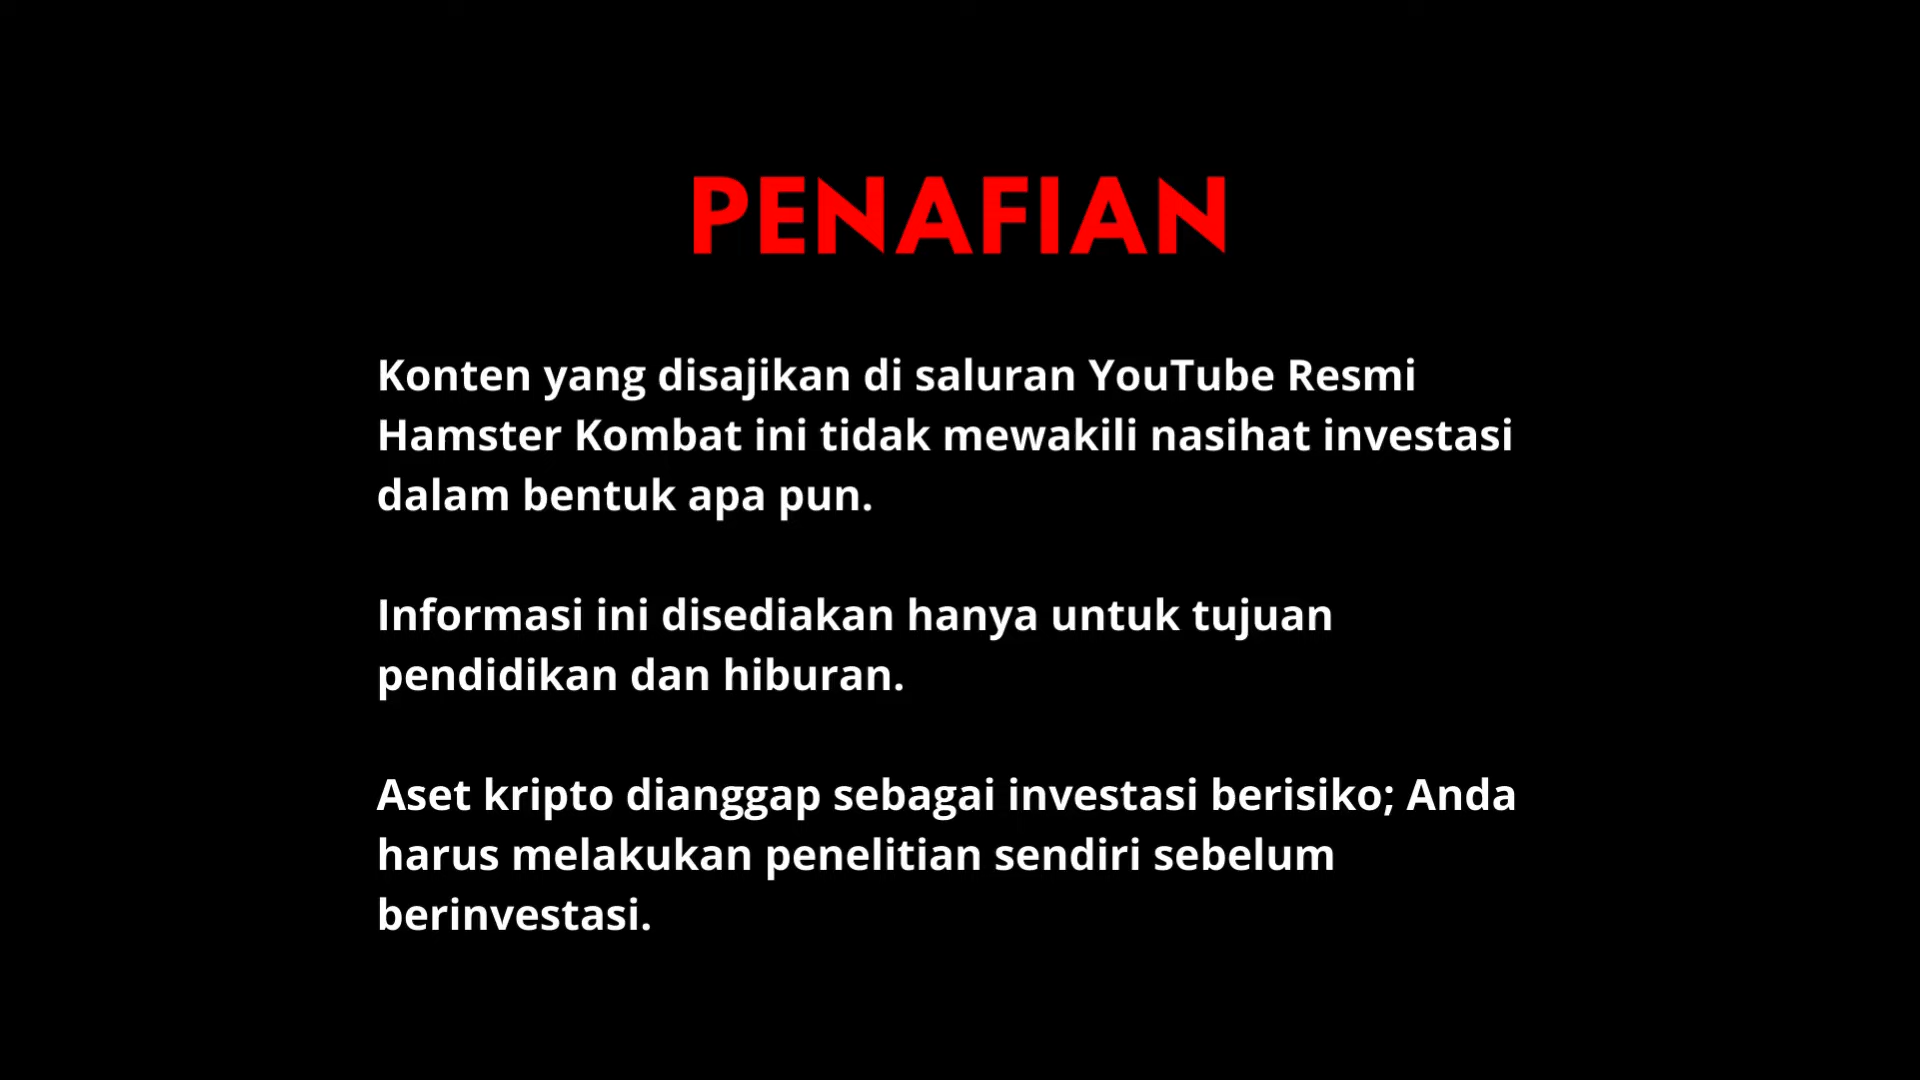 PENAFIAN
Konten yang disajikan di saluran YouTube Resmi
Hamster Kombat ini tidak mewakili nasihat investasi
dalam bentuk apa pun.
Informasi ini disediakan hanya untuk tujuan
pendidikan dan hiburan.
Aset kripto dianggap sebagai investasi berisiko; Anda
harus melakukan penelitian sendiri sebelum
berinvestasi.